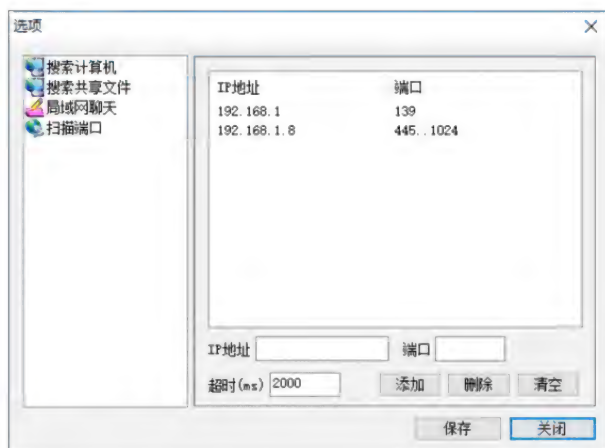 选项
搜索计算机
搜索共享文件
局域网聊天
扫描端口
IP地址 端口
192.168.1 139
192.168.1.8 445..1024
IP地址 端口
超时(ms) 2000 添加 删除 清空
保存 关闭